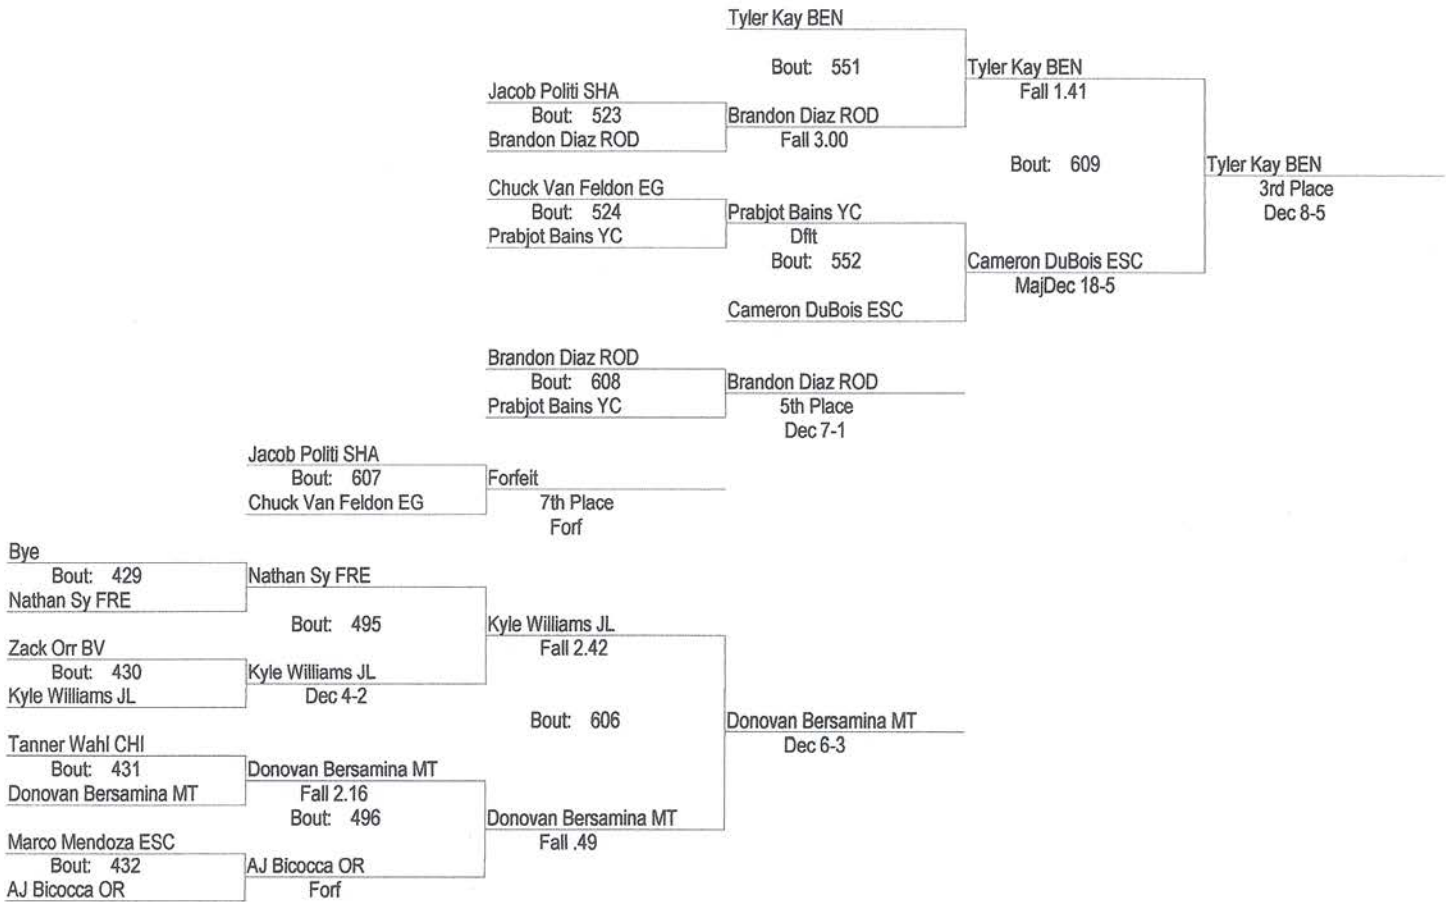 Tyler Kay BEN
Bout: 551
Tyler Kay BEN
Fall 1.41
Jacob Politi SHA
Bout: 523
Brandon Diaz ROD
Brandon Diaz ROD
Fall 3.00
Bout: 609
Tyler Kay BEN
3rd Place
Dec 8-5
Chuck Van Feldon EG
Bout: 524
Prabjot Bains YC
Prabjot Bains YC
Dflt
Bout: 552
Cameron DuBois ESC
MajDec 18-5
Cameron DuBois ESC
Brandon Diaz ROD
Bout: 608
Prabjot Bains YC
Brandon Diaz ROD
5th Place
Dec 7-1
Jacob Politi SHA
Bout: 607
Chuck Van Feldon EG
Forfeit
7th Place
Forf
Bye
Bout: 429
Nathan Sy FRE
Nathan Sy FRE
Bout: 495
Kyle Williams JL
Fall 2.42
Zack Orr BV
Bout: 430
Kyle Williams JL
Kyle Williams JL
Dec 4-2
Bout: 606
Donovan Bersamina MT
Dec 6-3
Tanner Wahl CHI
Bout: 431
Donovan Bersamina MT
Donovan Bersamina MT
Fall 2.16
Bout: 496
Donovan Bersamina MT
Fall .49
Marco Mendoza ESC
Bout: 432
AJ Bicocca OR
AJ Bicocca OR
Forf